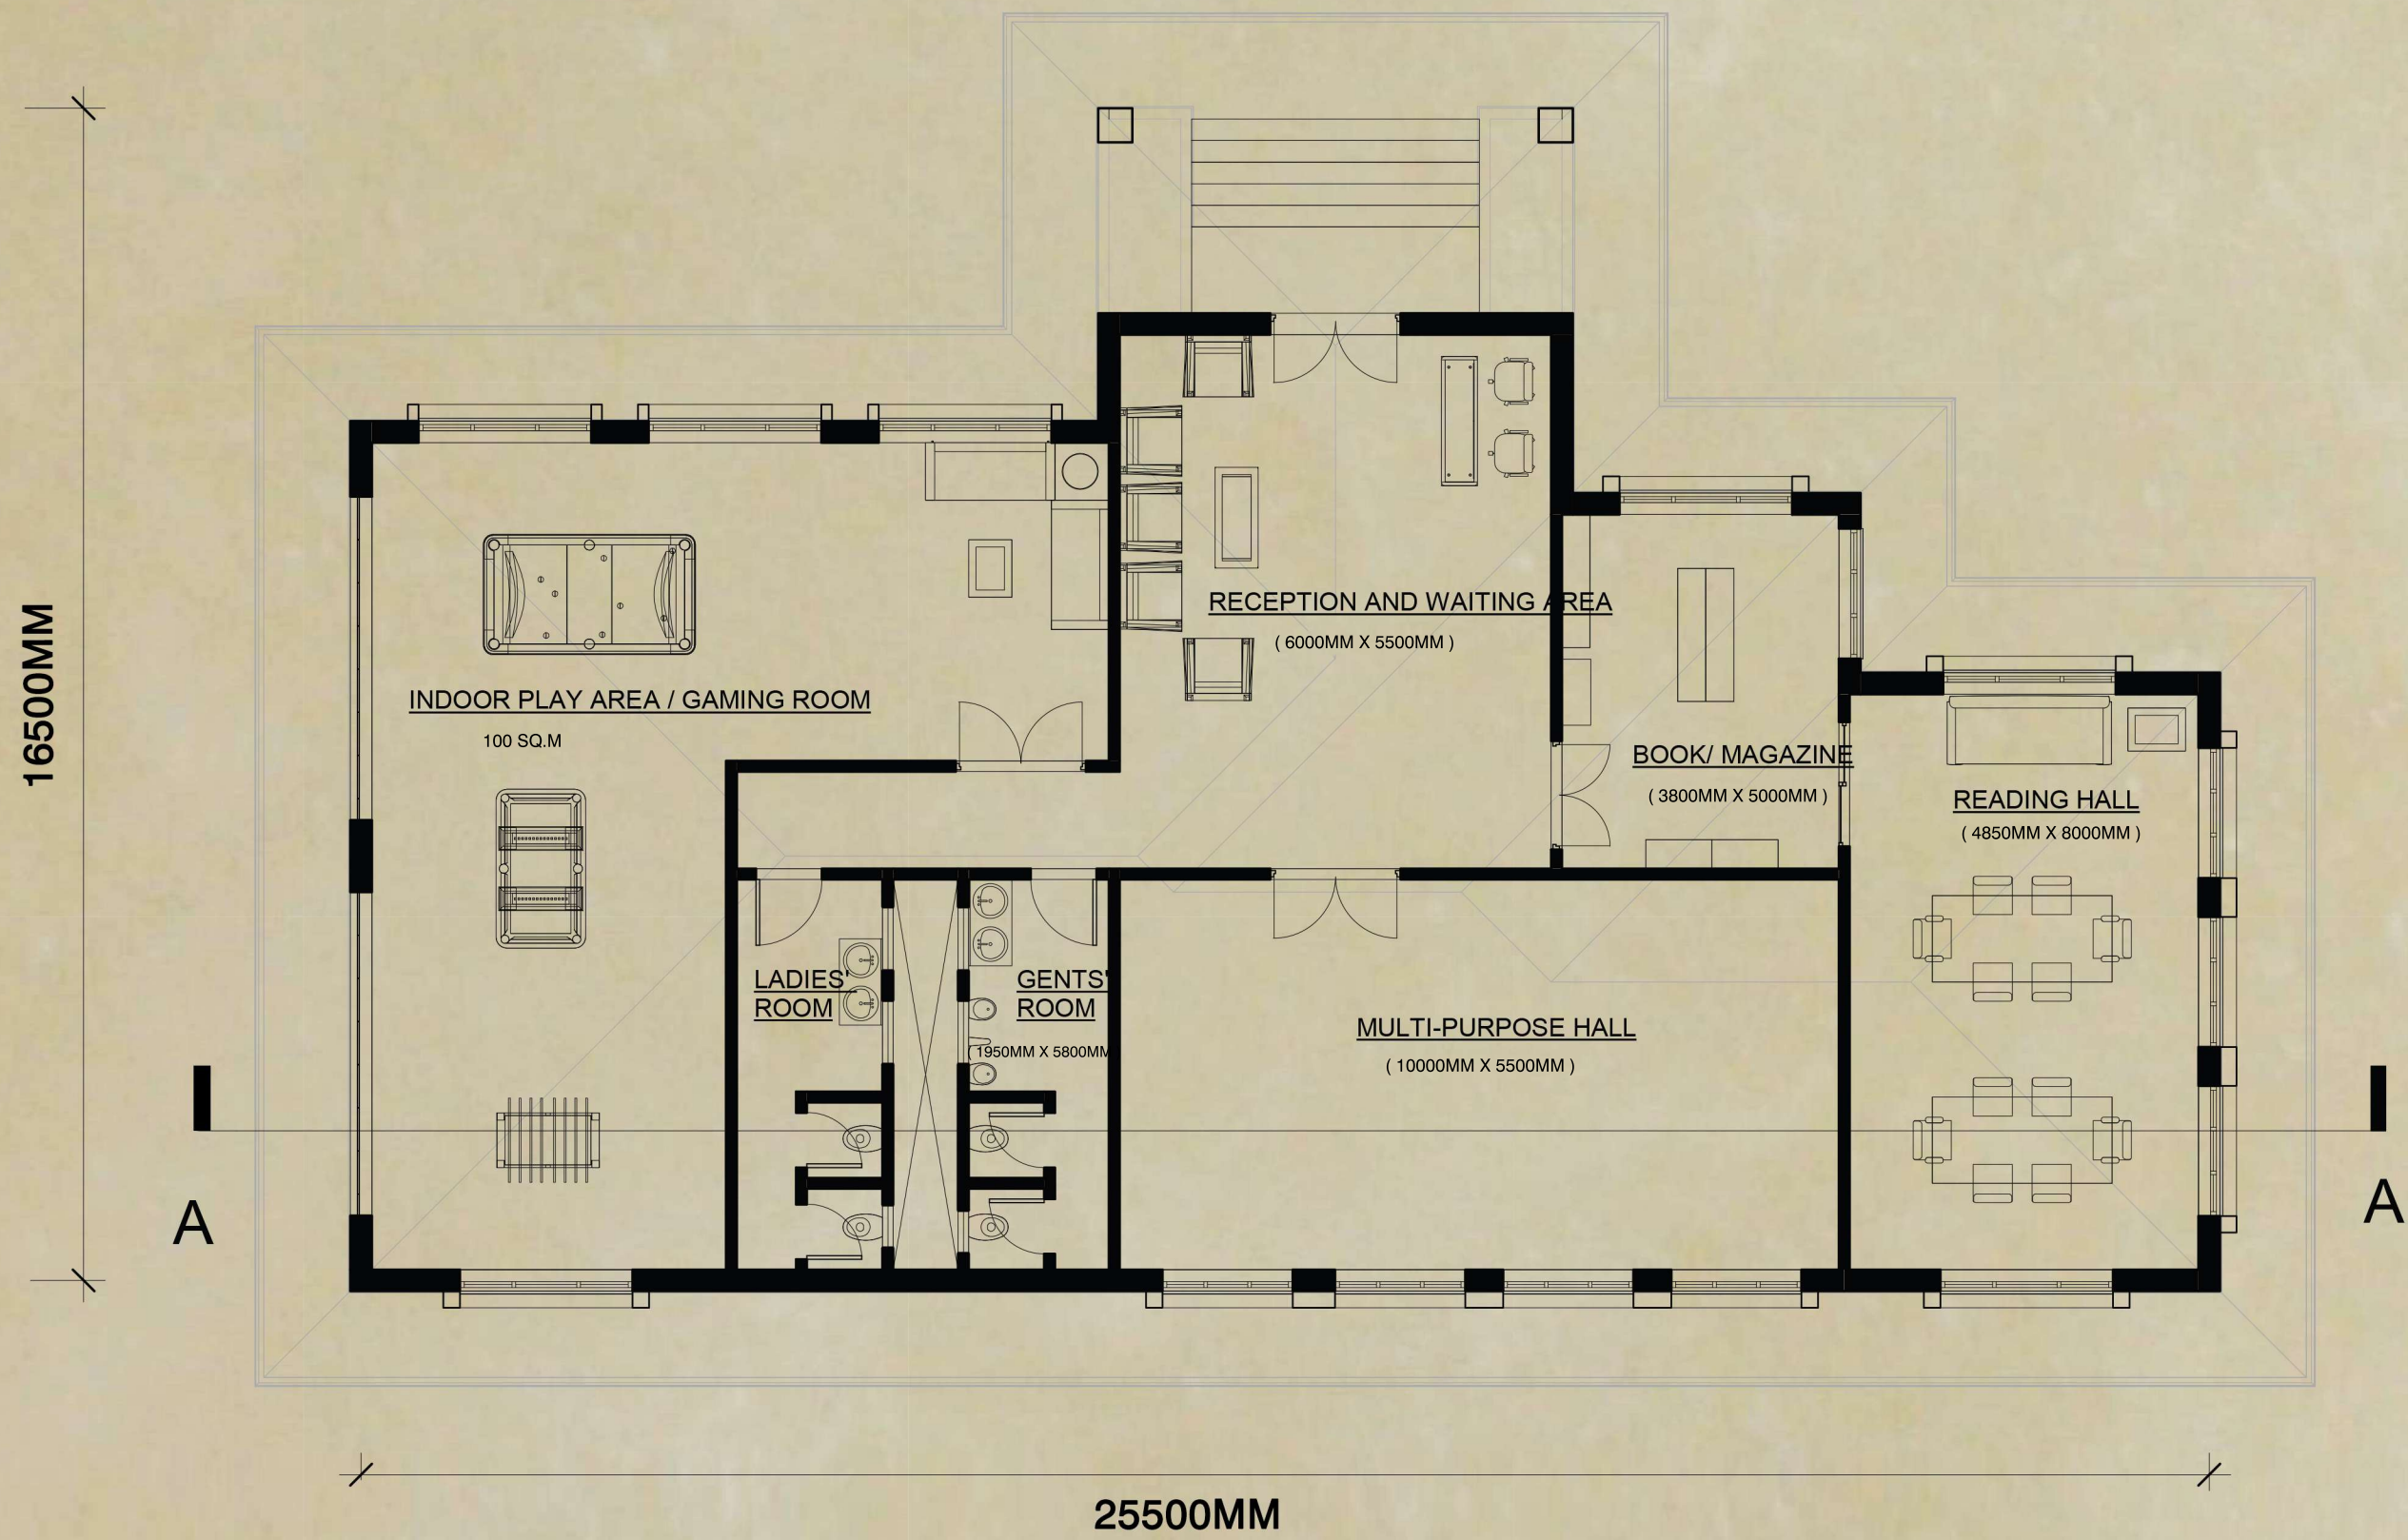 16500MM
INDOOR PLAY AREA / GAMING ROOM
100 SQ.M
RECEPTION AND WAITING AREA
( 6000MM X 5500MM )
BOOK/ MAGAZINE
( 3800MM X 5000MM )
READING HALL
( 4850MM X 8000MM )
LADIES'
ROOM
GENTS'
ROOM
( 1950MM X 5800MM
MULTI-PURPOSE HALL
( 10000MM X 5500MM )
A
A
25500MM